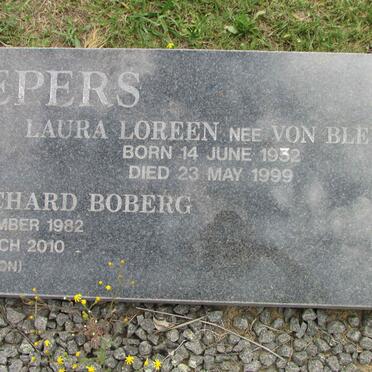 EPERS
LAURA LOREEN NEE VON BLE
BORN 14 JUNE 1932
DIED 23 MAY 1999
CHARD BOBERG
MBER 1982
CH 2010
ON)